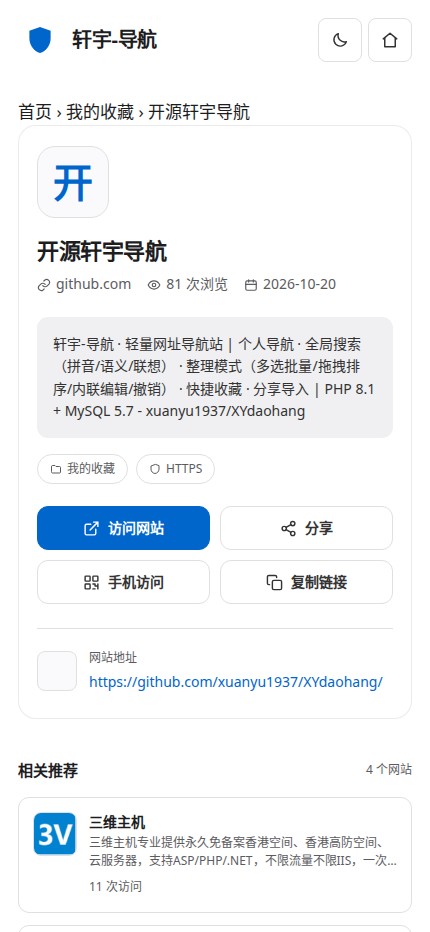 轩宇-导航
首页 › 我的收藏 › 开源轩宇导航
开
开源轩宇导航
github.com 81 次浏览 2026-10-20
轩宇-导航 · 轻量网址导航站 | 个人导航 · 全局搜索
（拼音/语义/联想） · 整理模式（多选批量/拖拽排
序/内联编辑/撤销） · 快捷收藏 · 分享导入 | PHP 8.1
+ MySQL 5.7 - xuanyu1937/XYdaohang
我的收藏 HTTPS
访问网站 分享
手机访问 复制链接
网站地址
https://github.com/xuanyu1937/XYdaohang/
相关推荐 4 个网站
3V
三维主机
三维主机专业提供永久免备案香港空间、香港高防空间、
云服务器，支持ASP/PHP/.NET，不限流量不限IIS，一次...
11 次访问